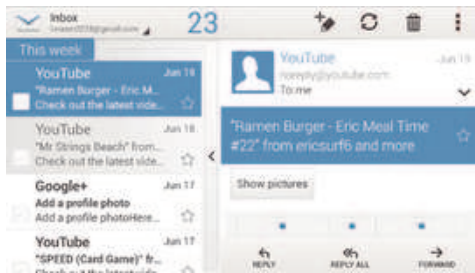 Inbox
23
This week
YouTube Jun 19
"Ramen Burger - Eric M...
Check out the latest vide...
YouTube Jun 18
"Mr Strings Beach" from...
Check out the latest vide...
Google+ Jun 17
Add a profile photo
Add a profile photoHere...
YouTube Jun 17
"SPEED (Card Game)" fr...
YouTube Jun 19
noreply@youtube.com
To me
"Ramen Burger - Eric Meal Time
#22" from ericsurf6 and more
Show pictures
REPLY
REPLY ALL
FORWARD